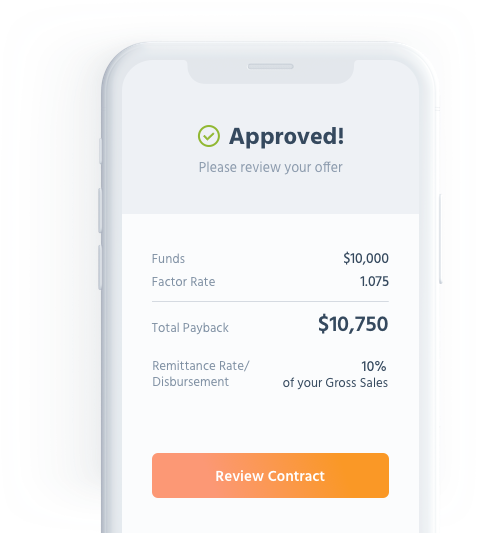 Approved!
Please review your offer
Funds $10,000
Factor Rate 1.075
Total Payback $10,750
Remittance Rate/ 10%
Disbursement of your Gross Sales
Review Contract